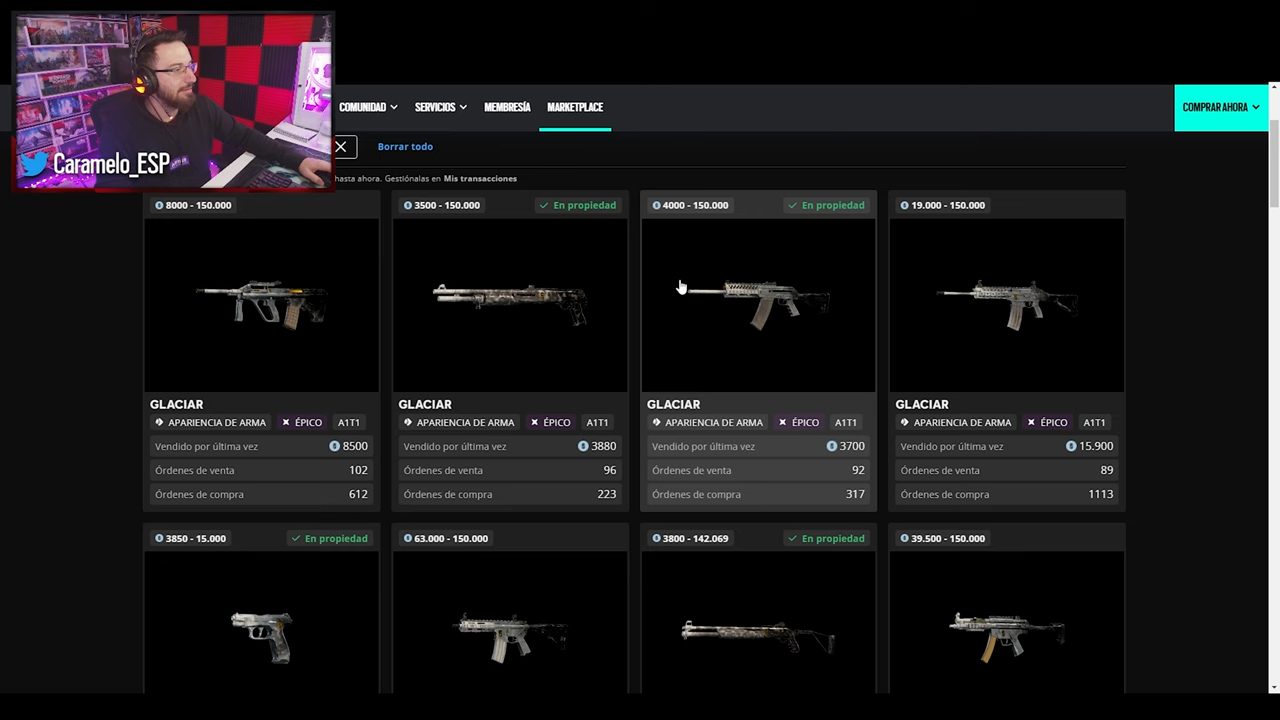 COMUNIDAD
SERVICIOS
MEMBRESÍA
MARKETPLACE
COMPRAR AHORA
Caramelo_ESP
Borrar todo
hasta ahora. Gestiónalas en Mis transacciones
8000 - 150.000
3500 - 150.000
En propiedad
4000 - 150.000
En propiedad
19.000 - 150.000
GLACIAR
APARIENCIA DE ARMA
ÉPICO
A1T1
Vendido por última vez
8500
Órdenes de venta
102
Órdenes de compra
612
GLACIAR
APARIENCIA DE ARMA
ÉPICO
A1T1
Vendido por última vez
3880
Órdenes de venta
96
Órdenes de compra
223
GLACIAR
APARIENCIA DE ARMA
ÉPICO
A1T1
Vendido por última vez
3700
Órdenes de venta
92
Órdenes de compra
317
GLACIAR
APARIENCIA DE ARMA
ÉPICO
A1T1
Vendido por última vez
15.900
Órdenes de venta
89
Órdenes de compra
1113
3850 - 15.000
En propiedad
63.000 - 150.000
3800 - 142.069
En propiedad
39.500 - 150.000